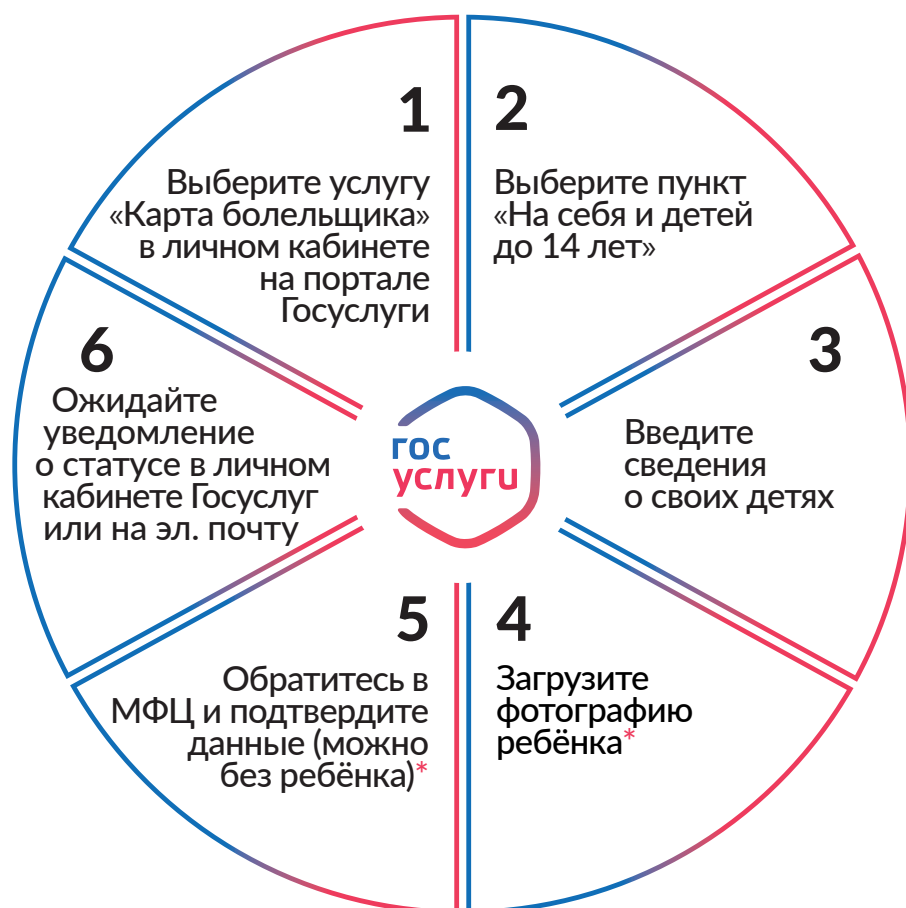 1
Выберите услугу
«Карта болельщика»
в личном кабинете
на портале
Госуслуги
2
Выберите пункт
«На себя и детей
до 14 лет»
3
Введите
сведения
о своих детях
4
Загрузите
фотографию
ребёнка*
5
Обратитесь в
МФЦ и подтвердите
данные (можно
без ребёнка)*
6
Ожидайте
уведомление
о статусе в личном
кабинете Госуслуг
или на эл. почту
гос
услуги